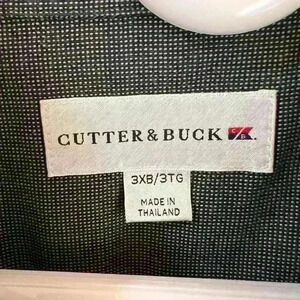 CUTTER & BUCK C B
3XB/3TG
MADE IN
THAILAND